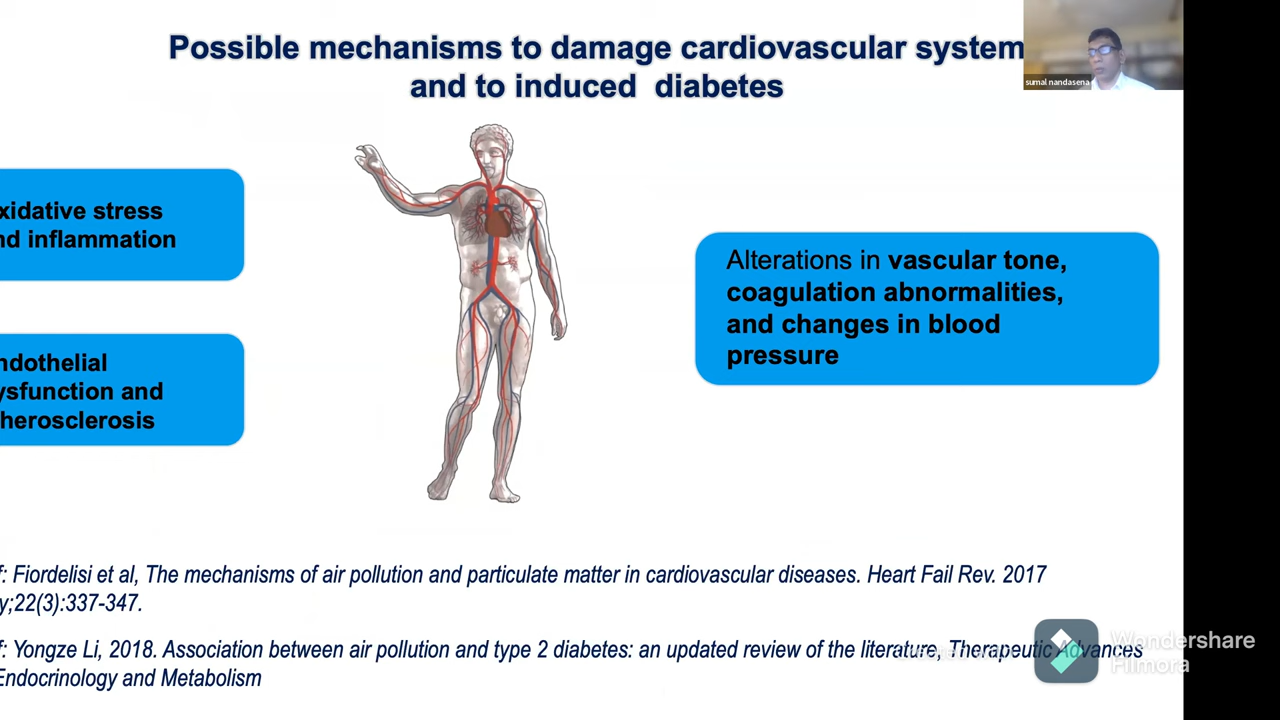 Possible mechanisms to damage cardiovascular system
and to induced diabetes
sumal nandasena
xidative stress
nd inflammation
Alterations in vascular tone,
coagulation abnormalities,
and changes in blood
pressure
ndothelial
ysfunction and
herosclerosis
f: Fiordelisi et al, The mechanisms of air pollution and particulate matter in cardiovascular diseases. Heart Fail Rev. 2017
y;22(3):337-347.
f: Yongze Li, 2018. Association between air pollution and type 2 diabetes: an updated review of the literature, Therapeutic Advances
Endocrinology and Metabolism
Wondershare
Filmora